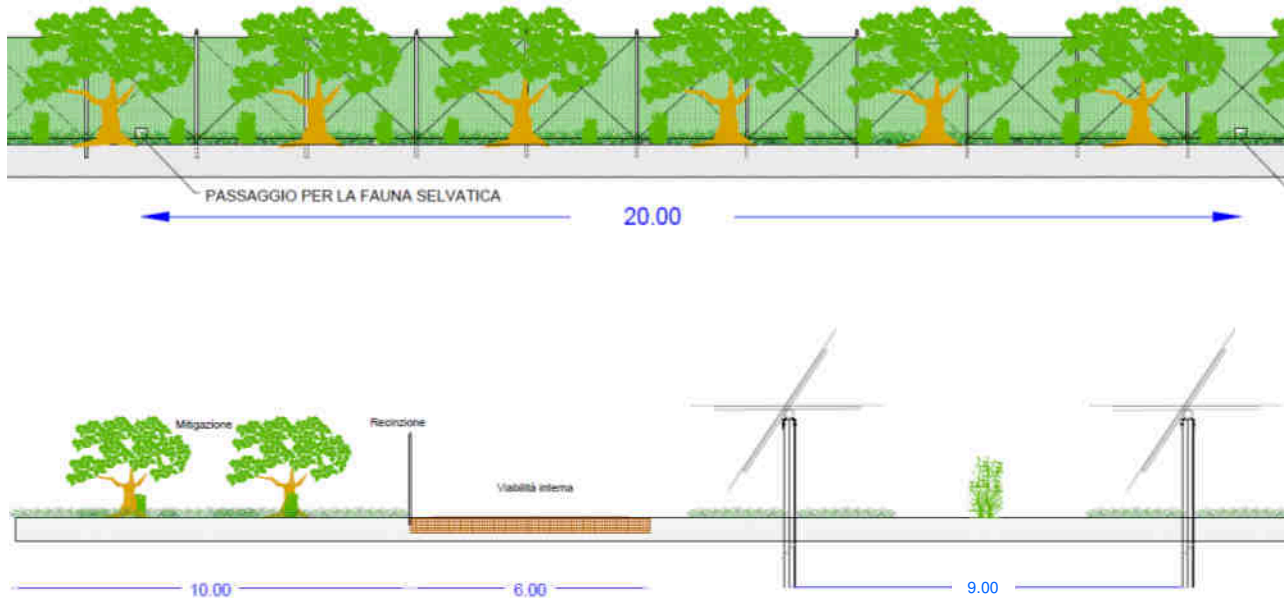 PASSAGGIO PER LA FAUNA SELVATICA
20.00
Mitigazione
Recinzione
Viabilità interna
10.00
6.00
9.00